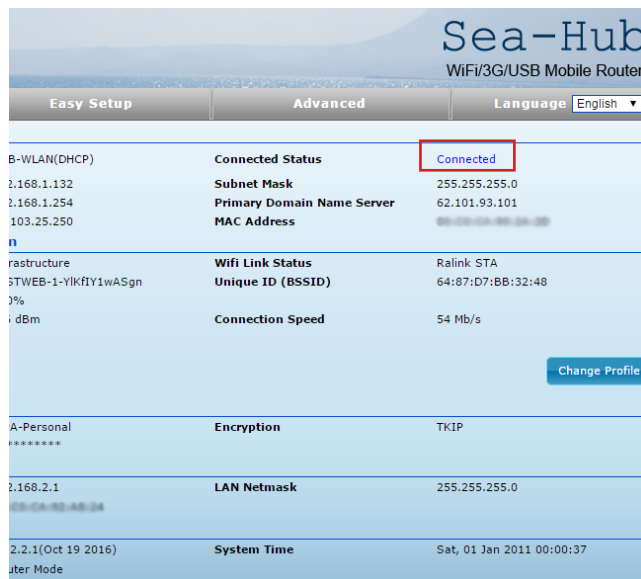 Sea-Hub
WiFi/3G/USB Mobile Router
Easy Setup Advanced Language English
B-WLAN(DHCP) Connected Status Connected
2.168.1.132 Subnet Mask 255.255.255.0
2.168.1.254 Primary Domain Name Server 62.101.93.101
103.25.250 MAC Address
n
rastructure Wifi Link Status Ralink STA
STWEB-1-YlKfIY1wASgn Unique ID (BSSID) 64:87:D7:BB:32:48
0%
dBm Connection Speed 54 Mb/s
Change Profile
A-Personal Encryption TKIP
*********
2.168.2.1 LAN Netmask 255.255.255.0
2.2.1(Oct 19 2016) System Time Sat, 01 Jan 2011 00:00:37
uter Mode